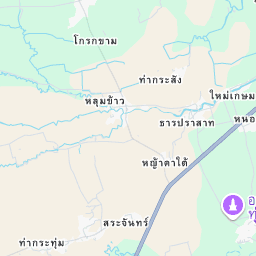 โกรกขาม
ท่ากระสัง
ใหม่เกษม
หลุมข้าว
ธารปราสาท
หนอ
หญ้าคาใต้
อ
ทุ่
สระจันทร์
ท่ากระทุ่ม